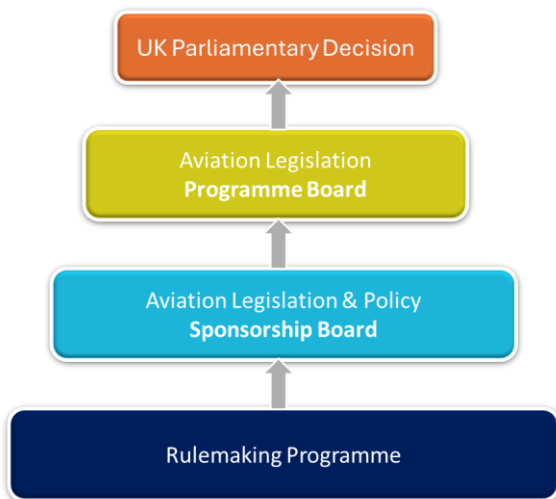 UK Parliamentary Decision
Aviation Legislation
Programme Board
Aviation Legislation & Policy
Sponsorship Board
Rulemaking Programme